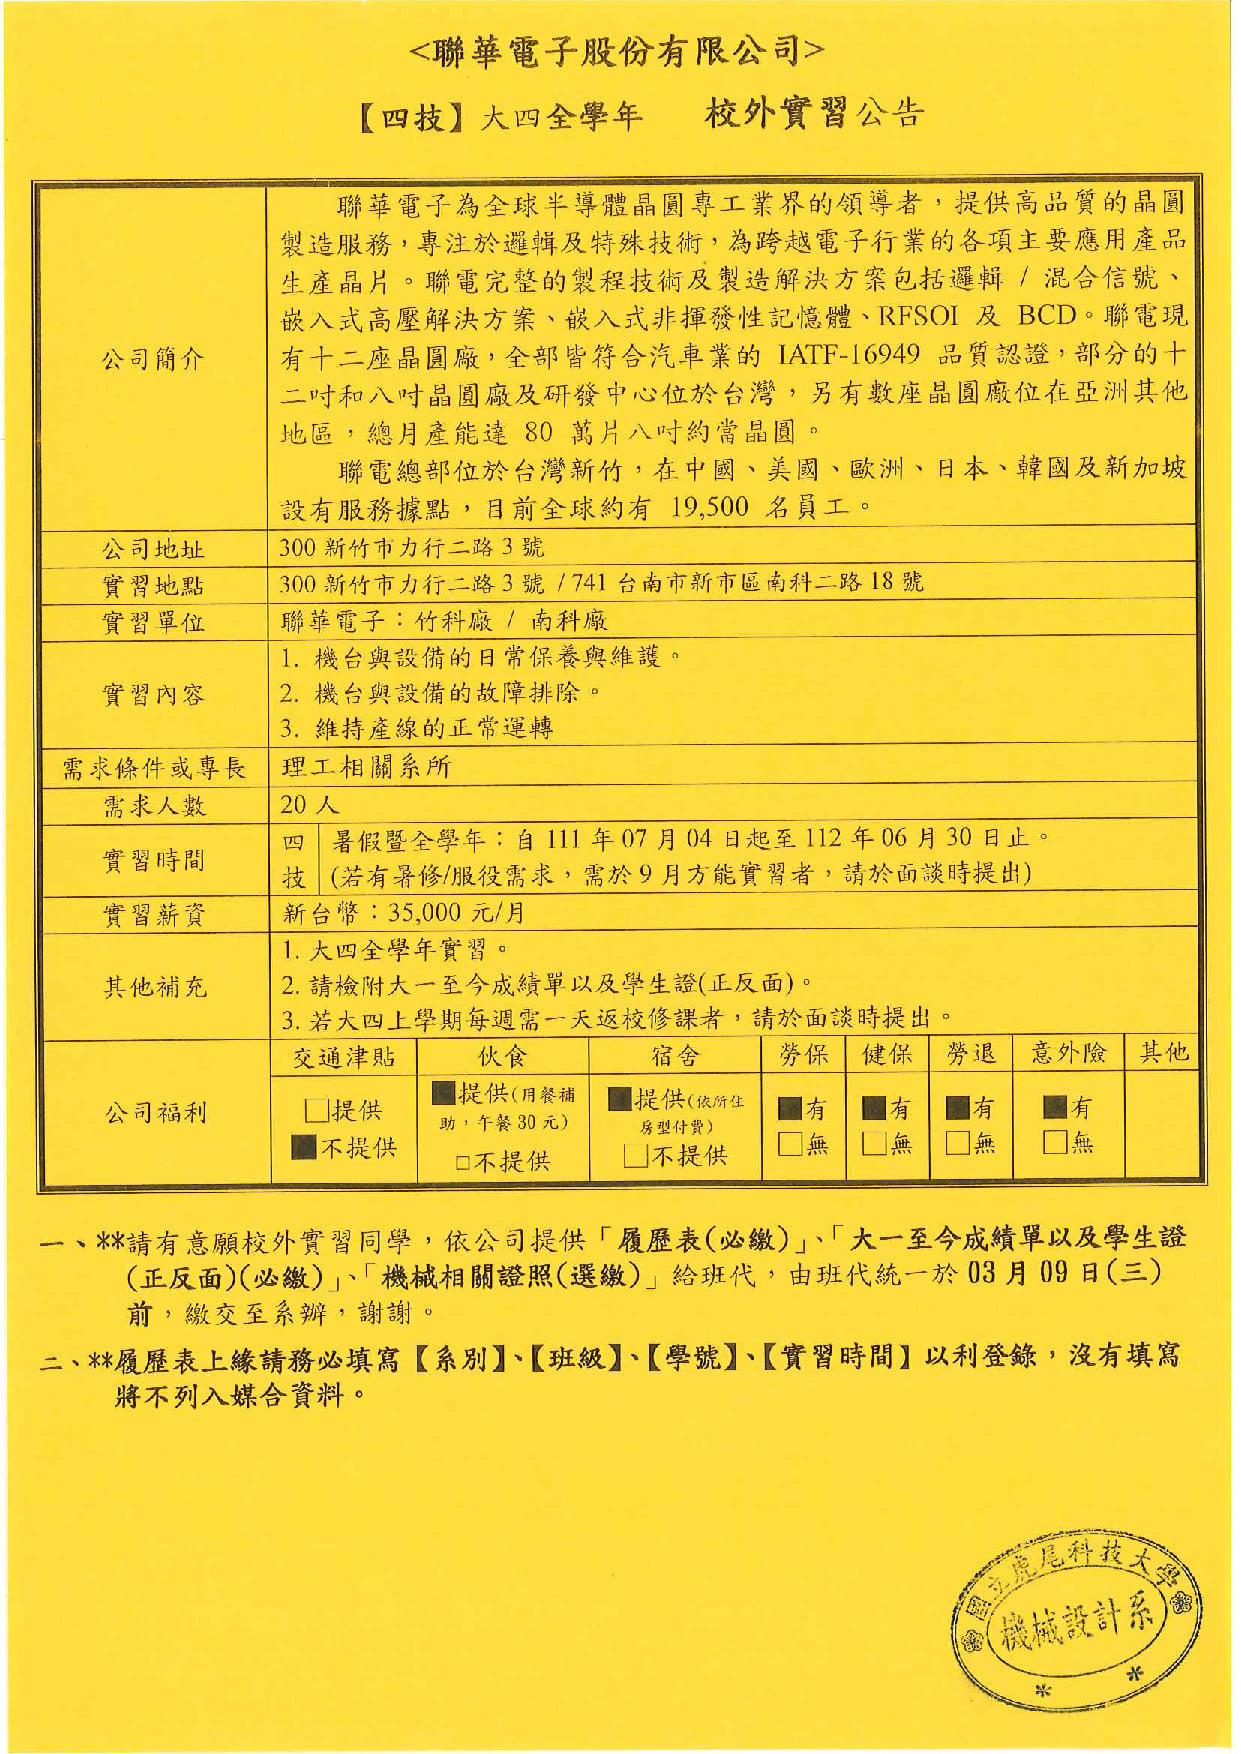 <聯華電子股份有限公司>
【四技】大四全學年 校外實習公告
公司簡介
聯華電子為全球半導體晶圓專工業界的領導者，提供高品質的晶圓
製造服務，專注於邏輯及特殊技術，為跨越電子行業的各項主要應用產品
生產晶片。聯電完整的製程技術及製造解決方案包括邏輯 / 混合信號、
嵌入式高壓解決方案、嵌入式非揮發性記憶體、RFSOI 及 BCD。聯電現
有十二座晶圓廠，全部皆符合汽車業的 IATF-16949 品質認證，部分的十
二吋和八吋晶圓廠及研發中心位於台灣，另有數座晶圓廠位在亞洲其他
地區，總月產能達 80 萬片八吋約當晶圓。
聯電總部位於台灣新竹，在中國、美國、歐洲、日本、韓國及新加坡
設有服務據點，目前全球約有 19,500 名員工。
公司地址 300 新竹市力行二路 3 號
實習地點 300 新竹市力行二路 3 號 / 741 台南市新市區南科二路 18 號
實習單位 聯華電子：竹科廠 / 南科廠
實習內容
1. 機台與設備的日常保養與維護。
2. 機台與設備的故障排除。
3. 維持產線的正常運轉
需求條件或專長 理工相關系所
需求人數 20 人
實習時間
四技
暑假暨全學年：自 111 年 07 月 04 日起至 112 年 06 月 30 日止。
(若有暑修/服役需求，需於 9 月方能實習者，請於面談時提出)
實習薪資 新台幣：35,000 元/月
其他補充
1. 大四全學年實習。
2. 請檢附大一至今成績單以及學生證(正反面)。
3. 若大四上學期每週需一天返校修課者，請於面談時提出。
公司福利
交通津貼 伙食 宿舍 勞保 健保 勞退 意外險 其他
□提供
■不提供
■提供(用餐補
助，午餐 30 元)
□不提供
■提供(依所住
房型付費)
□不提供
■有
□無
■有
□無
■有
□無
■有
□無
一、**請有意願校外實習同學，依公司提供「履歷表(必繳)」、「大一至今成績單以及學生證
(正反面)(必繳)」、「機械相關證照(選繳)」給班代，由班代統一於 03 月 09 日(三)
前，繳交至系辦，謝謝。
二、**履歷表上緣請務必填寫【系別】、【班級】、【學號】、【實習時間】以利登錄，沒有填寫
將不列入媒合資料。
國立虎尾科技大學
機械設計系